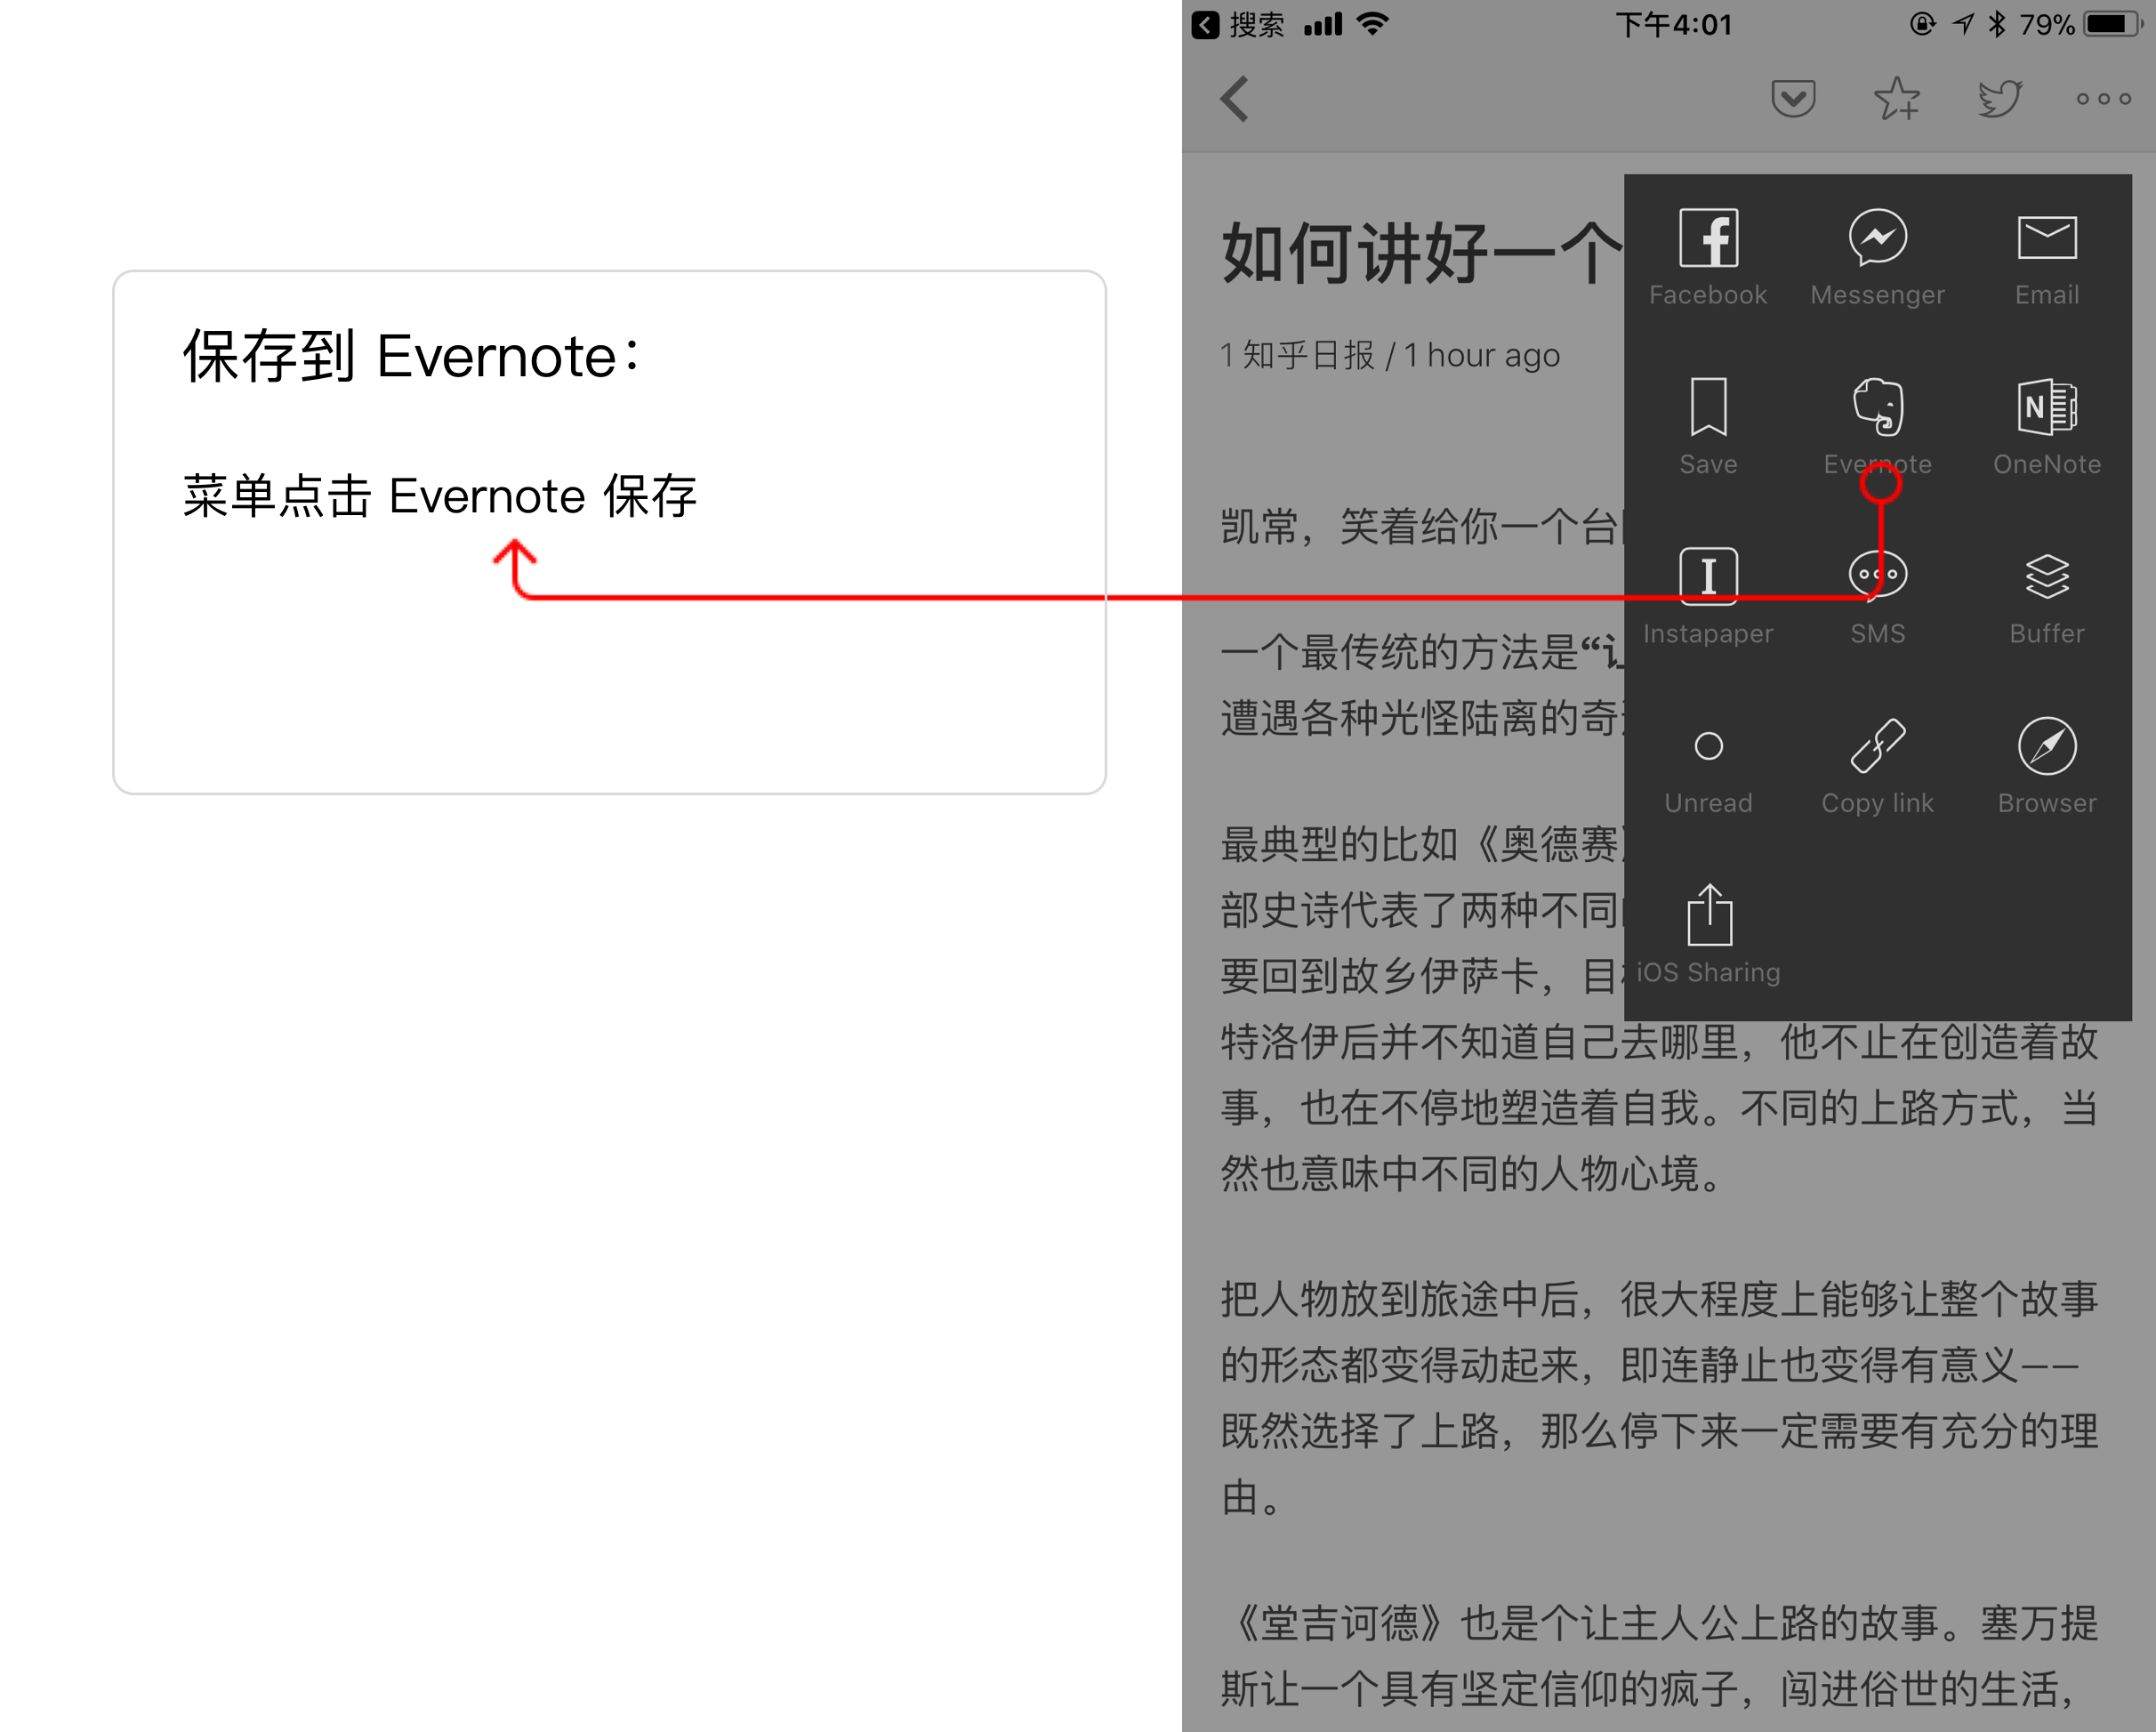 保存到 Evernote：
菜单点击 Evernote 保存
搜索
下午4:01
79%
如何讲好一个
1 知乎日报 / 1 hour ago
凯常，笑着给你一个台
一个最传统的方法是“让
遭遇各种光怪陆离的奇
最典型的比如《奥德赛》
部史诗代表了两种不同
要回到故乡伊萨卡，目
特洛伊后并不知道自己去哪里，他不止在创造着故
事，也在不停地塑造着自我。不同的上路方式，当
然也意味中不同的人物心境。
把人物放到旅途中后，很大程度上能够让整个故事
的形态都变得动起来，即连静止也变得有意义——
既然选择了上路，那么停下来一定需要有充分的理
由。
《堂吉诃德》也是个让主人公上路的故事。塞万提
斯让一个具有坚定信仰的疯子，闯进俗世的生活，
Facebook Messenger Email
Save Evernote OneNote
Instapaper SMS Buffer
Unread Copy link Browser
iOS Sharing